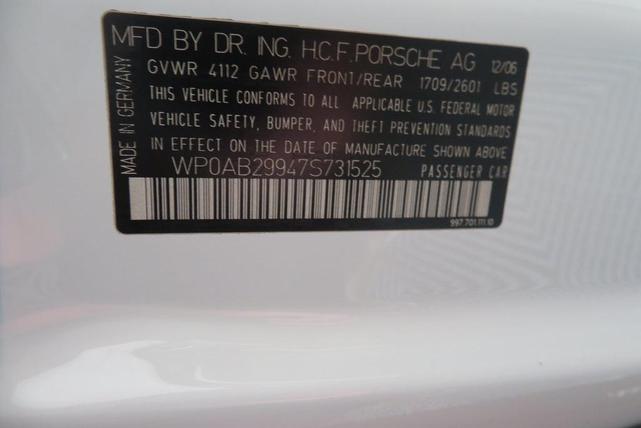 MFD BY DR. ING. H.C.F. PORSCHE AG 12/06
GVWR 4112 GAWR FRONT/REAR 1709/2601 LBS
THIS VEHICLE CONFORMS TO ALL APPLICABLE U.S. FEDERAL MOTOR
VEHICLE SAFETY, BUMPER, AND THEFT PREVENTION STANDARDS
IN EFFECT ON THE DATE OF MANUFACTURE SHOWN ABOVE
WP0AB29947S731525 PASSENGER CAR
997 701 111 10
MADE IN GERMANY